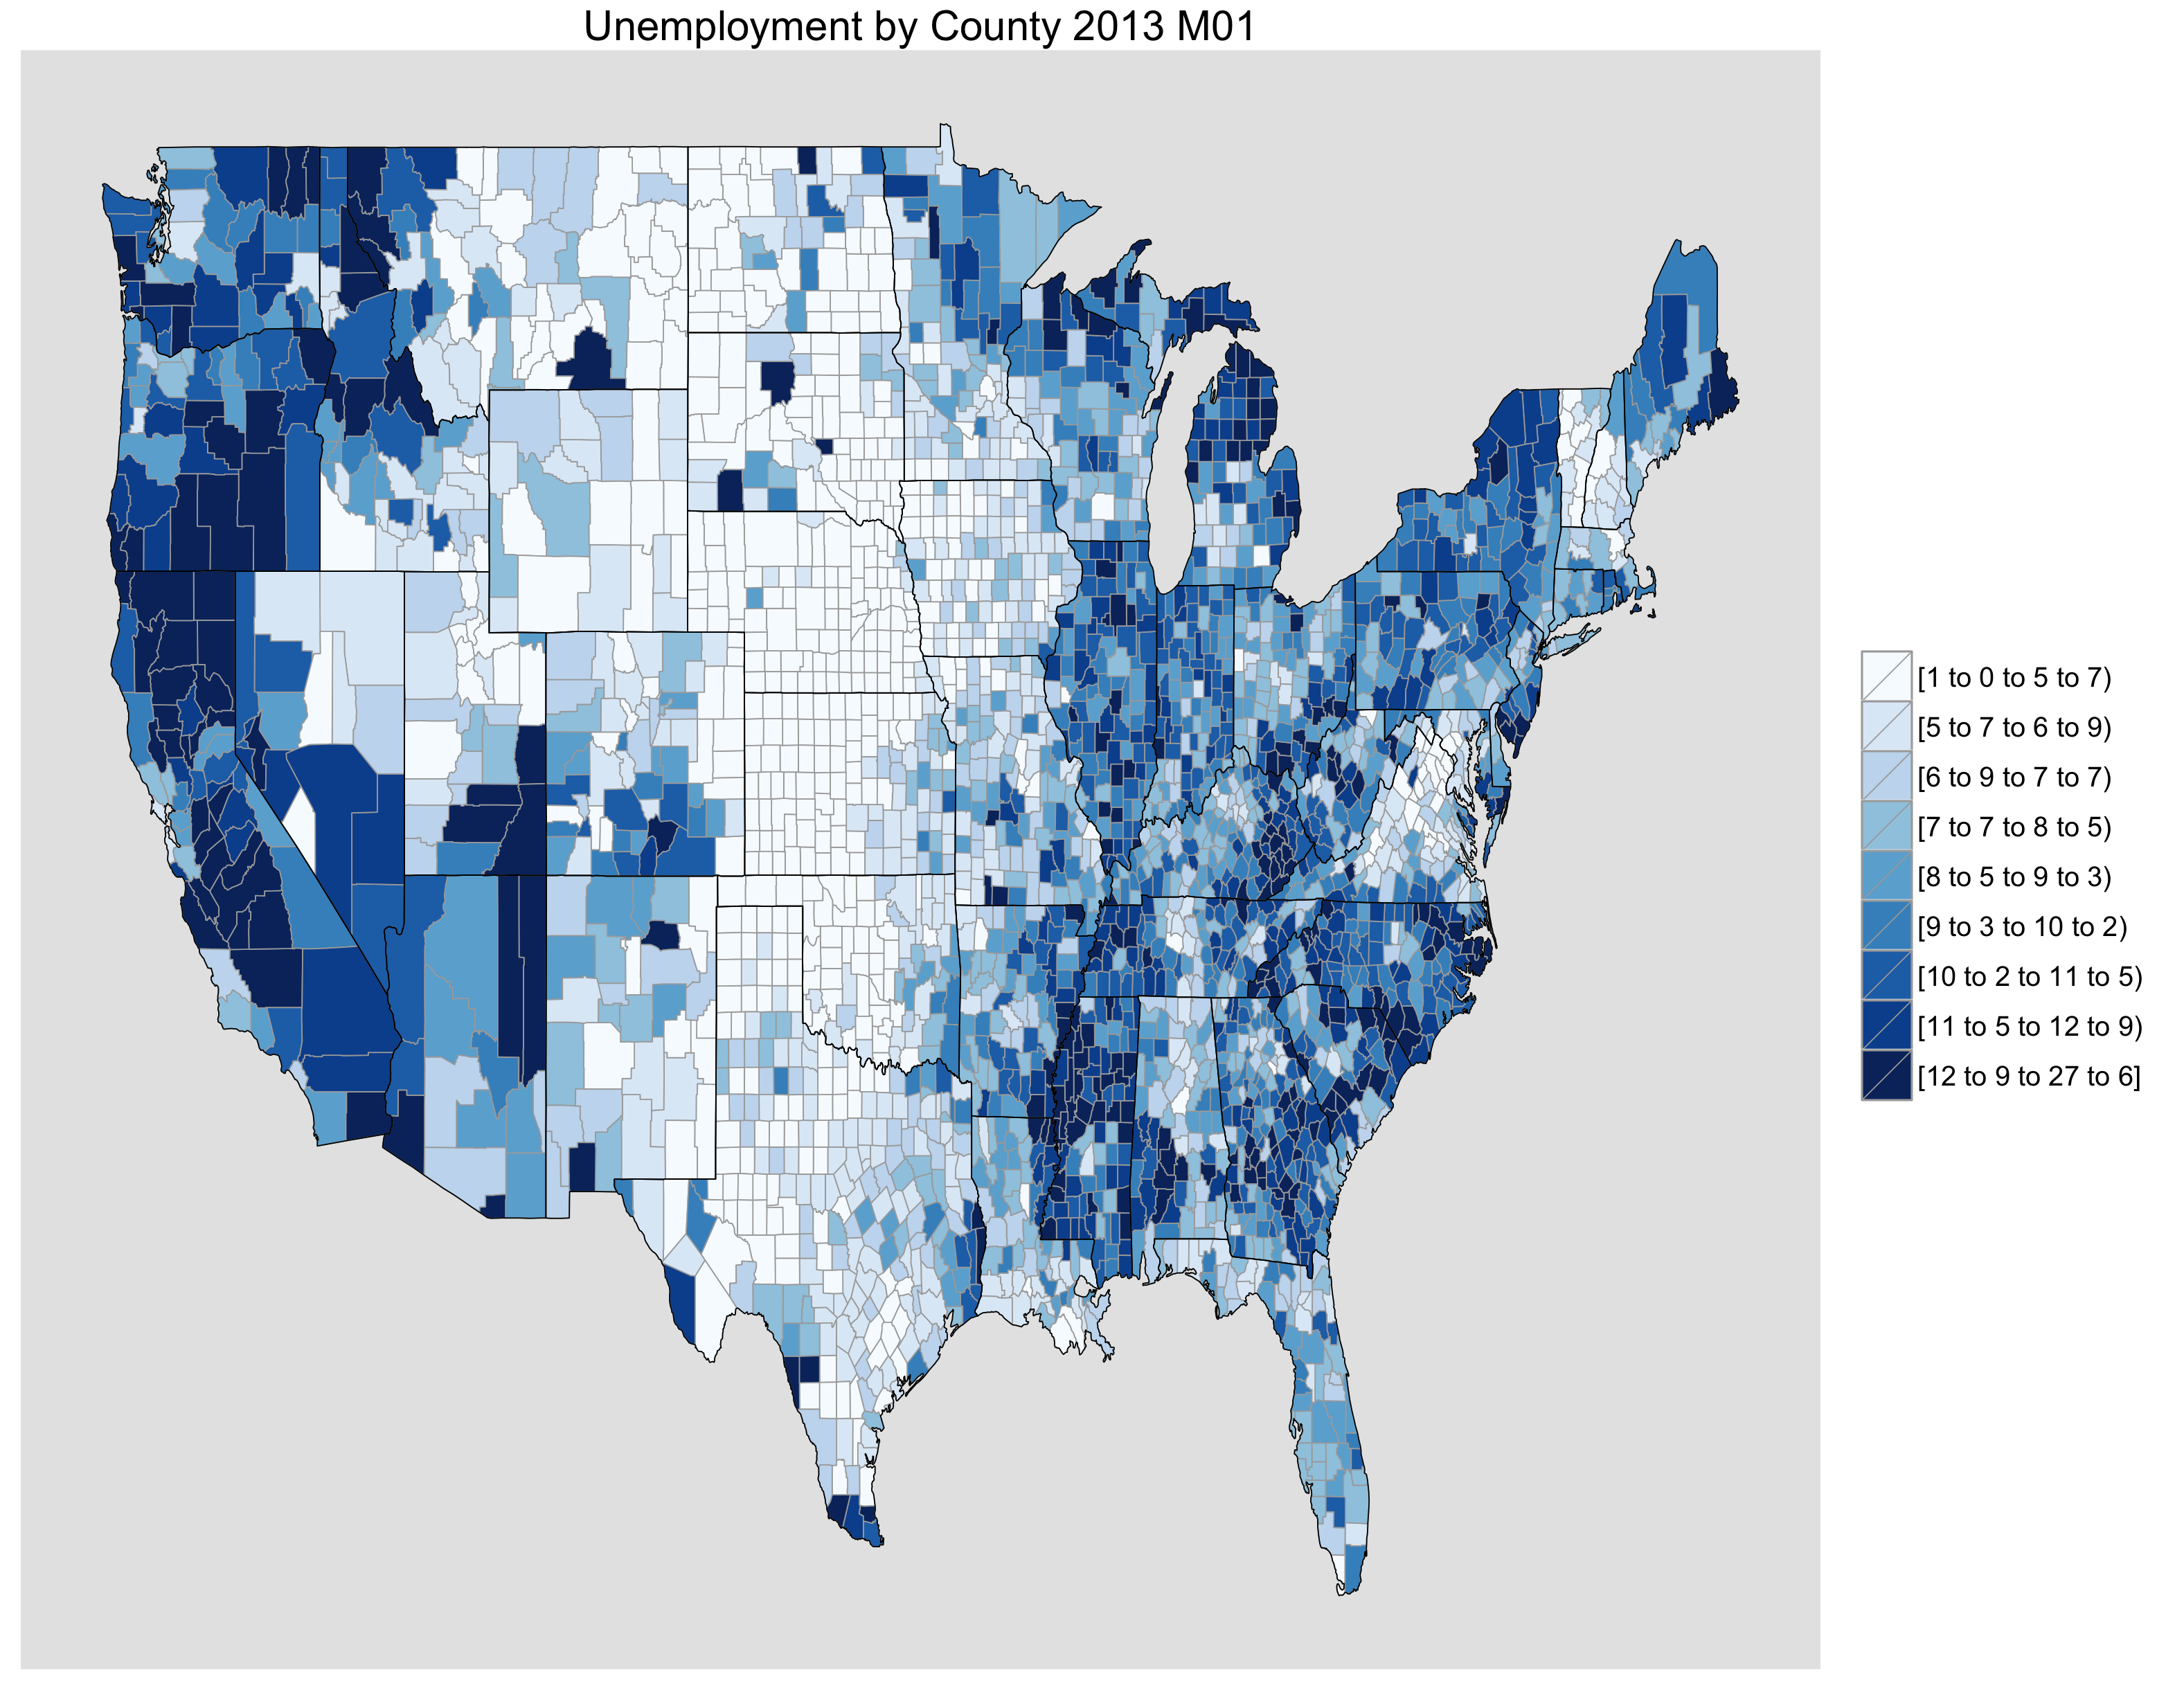 Unemployment by County 2013 M01
[1 to 0 to 5 to 7)
[5 to 7 to 6 to 9)
[6 to 9 to 7 to 7)
[7 to 7 to 8 to 5)
[8 to 5 to 9 to 3)
[9 to 3 to 10 to 2)
[10 to 2 to 11 to 5)
[11 to 5 to 12 to 9)
[12 to 9 to 27 to 6]